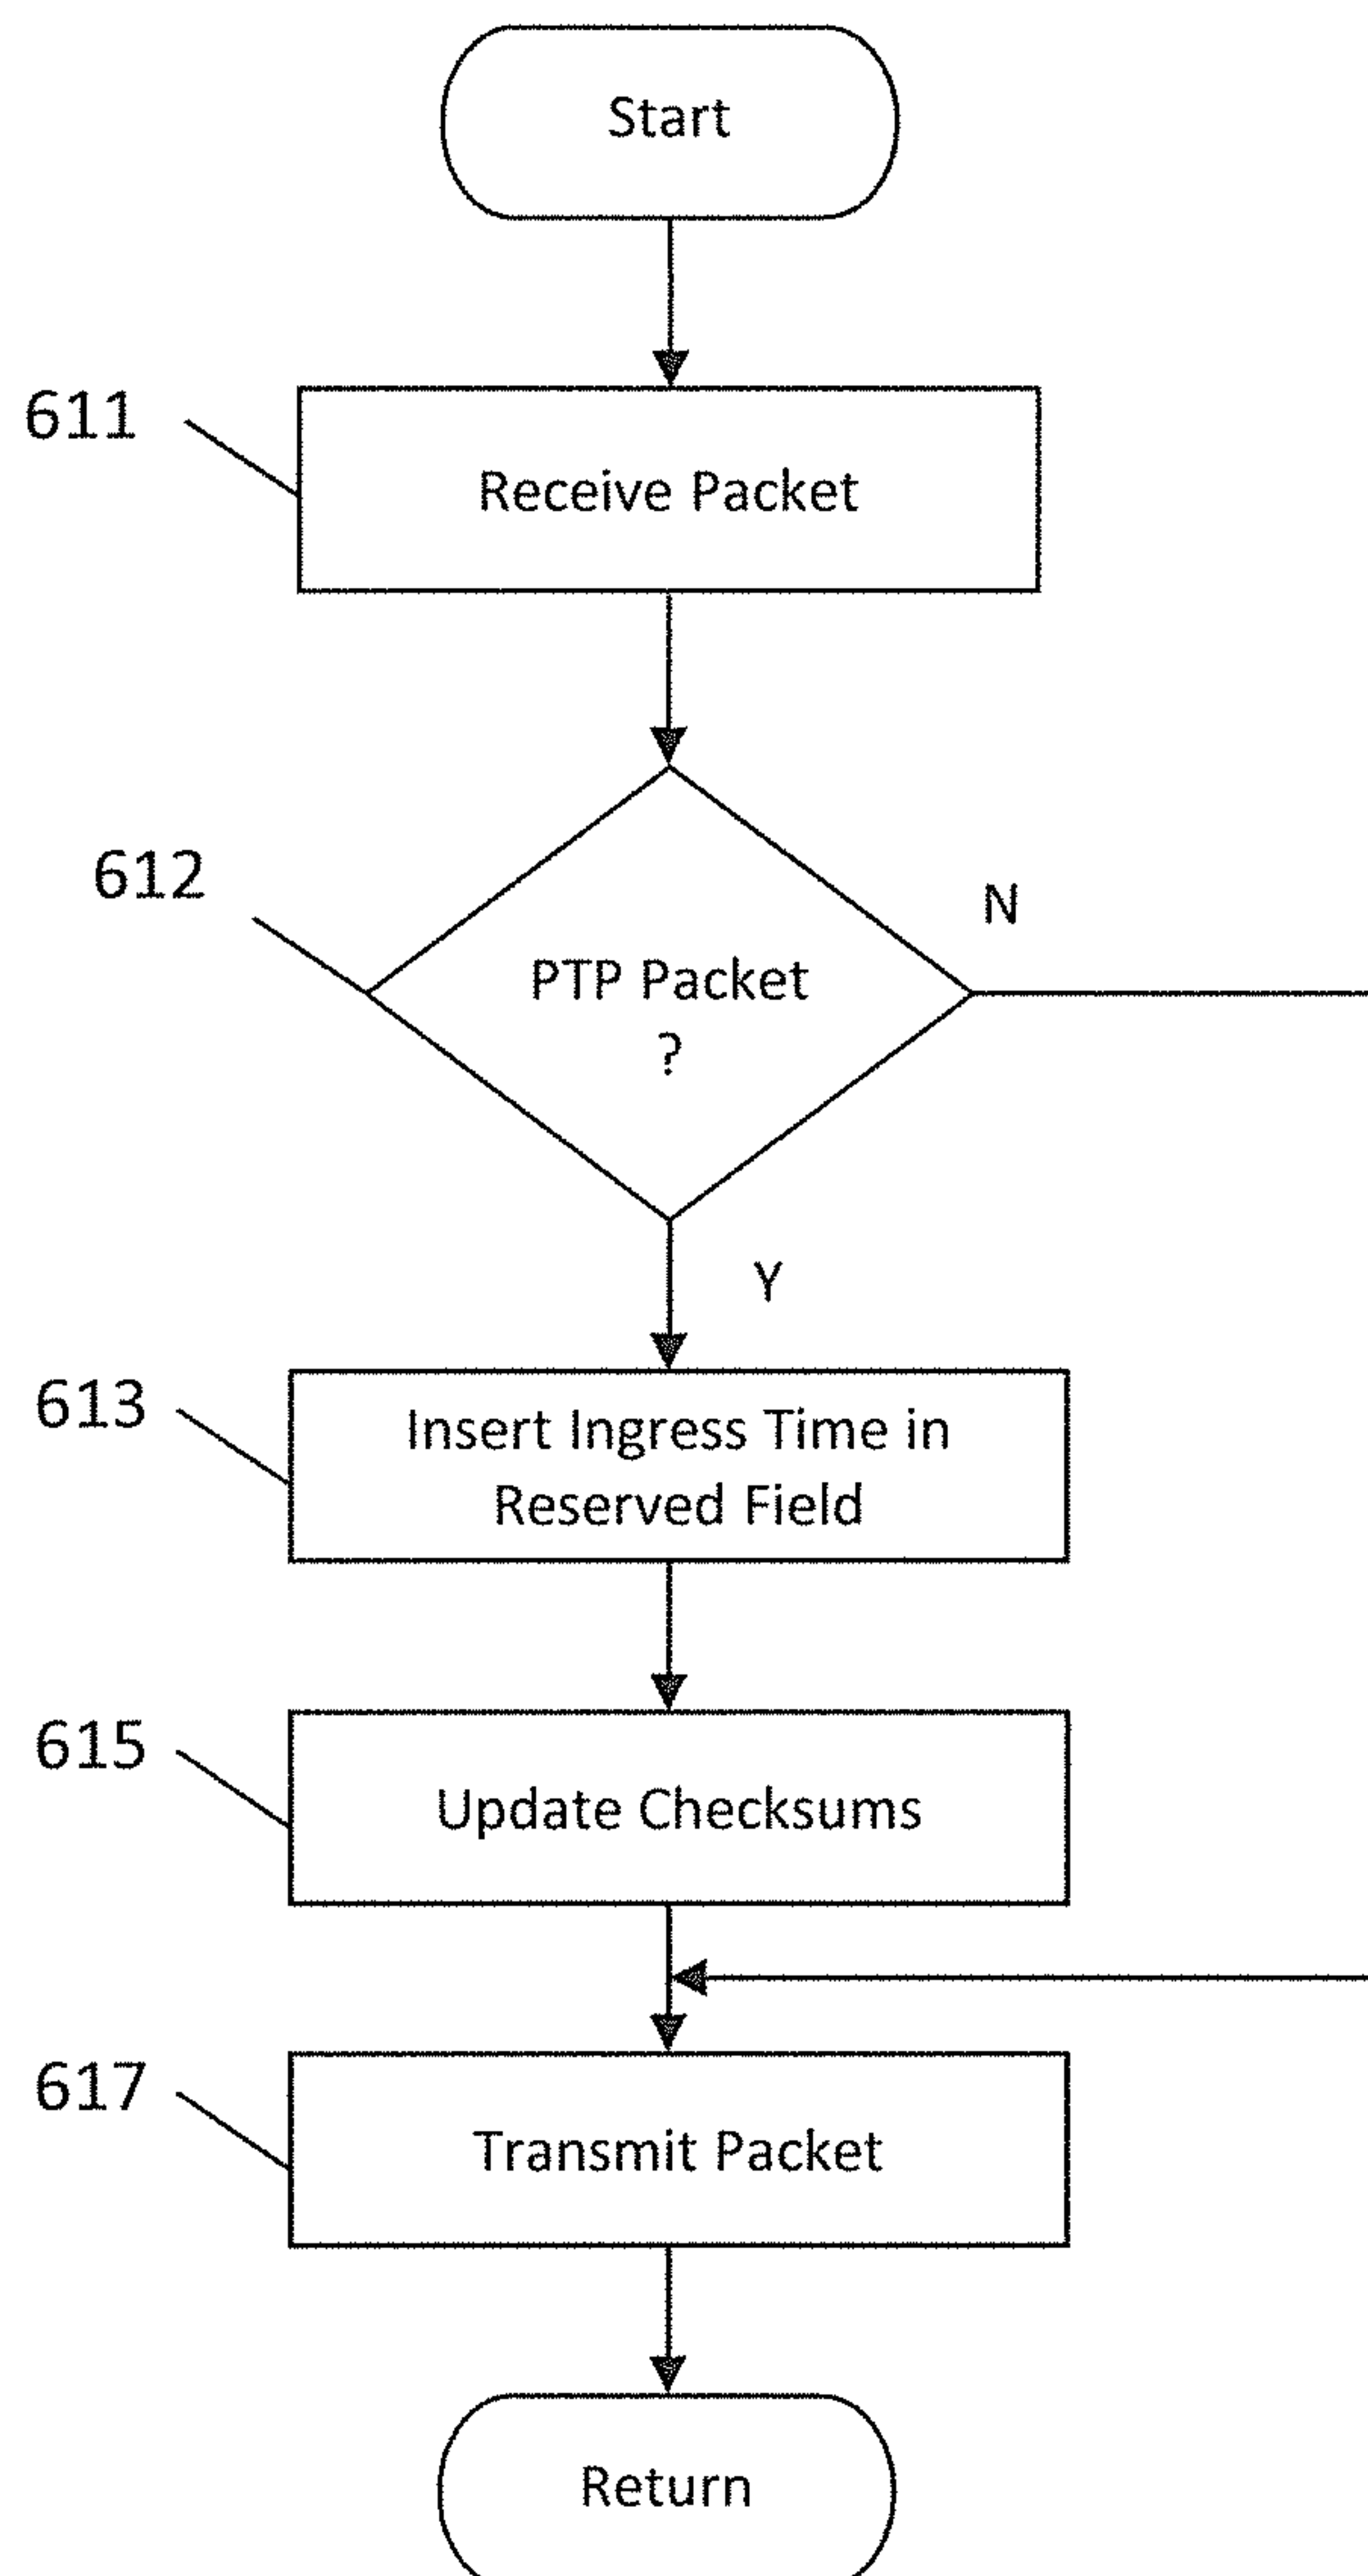 Start
611
Receive Packet
612
N
PTP Packet
?
Y
613
Insert Ingress Time in
Reserved Field
615
Update Checksums
617
Transmit Packet
Return